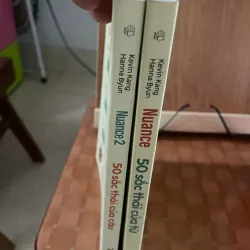 Kevin Kang
Hanna Byun
Nuance 2
50 sắc thái của câu
Kevin Kang
Hanna Byun
Nuance
50 sắc thái của từ